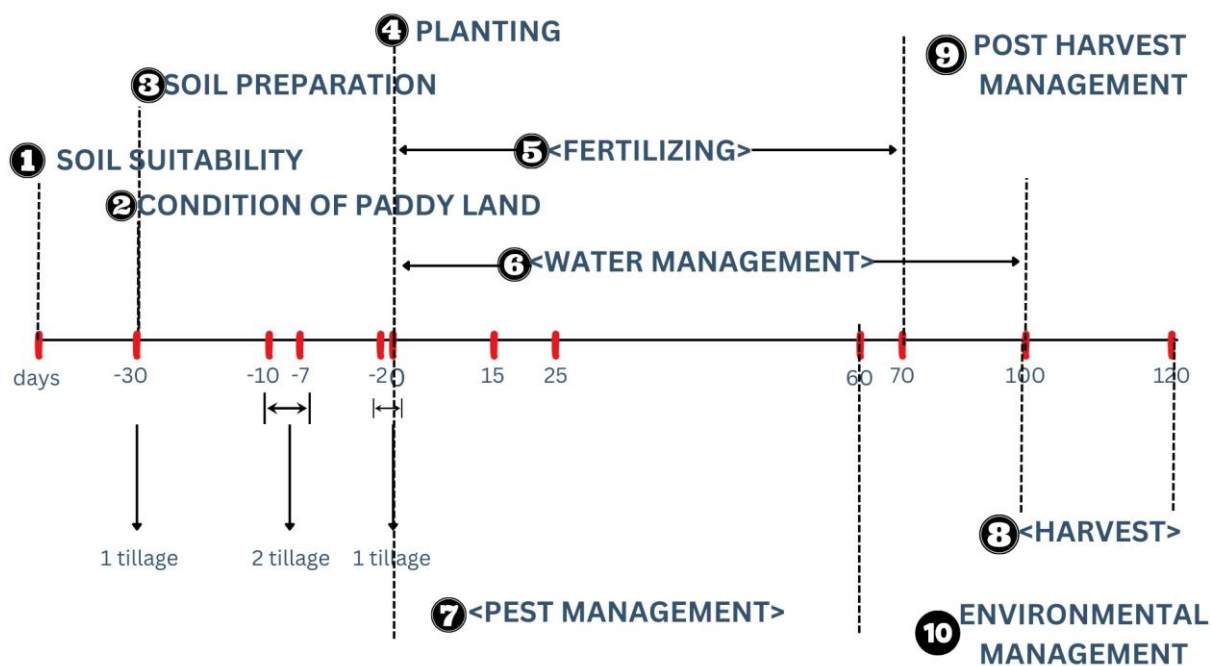 4 PLANTING
9 POST HARVEST
MANAGEMENT
3 SOIL PREPARATION
5 <FERTILIZING>
1 SOIL SUITABILITY
2 CONDITION OF PADDY LAND
6 <WATER MANAGEMENT>
days -30 -10 -7 -2 0 15 25 60 70 100 120
1 tillage 2 tillage 1 tillage
8 <HARVEST>
7 <PEST MANAGEMENT>
10 ENVIRONMENTAL
MANAGEMENT